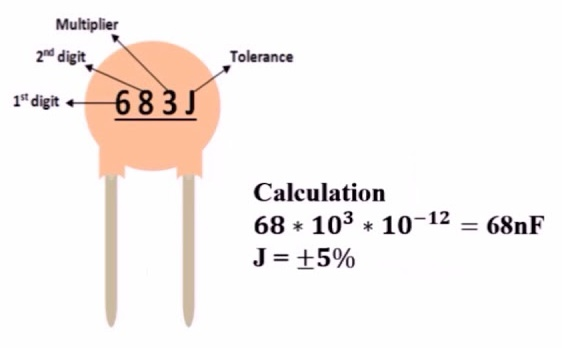 Multiplier
2ⁿᵈ digit
Tolerance
1ˢᵗ digit
683J
Calculation
68 * 10³ * 10⁻¹² = 68nF
J = ±5%